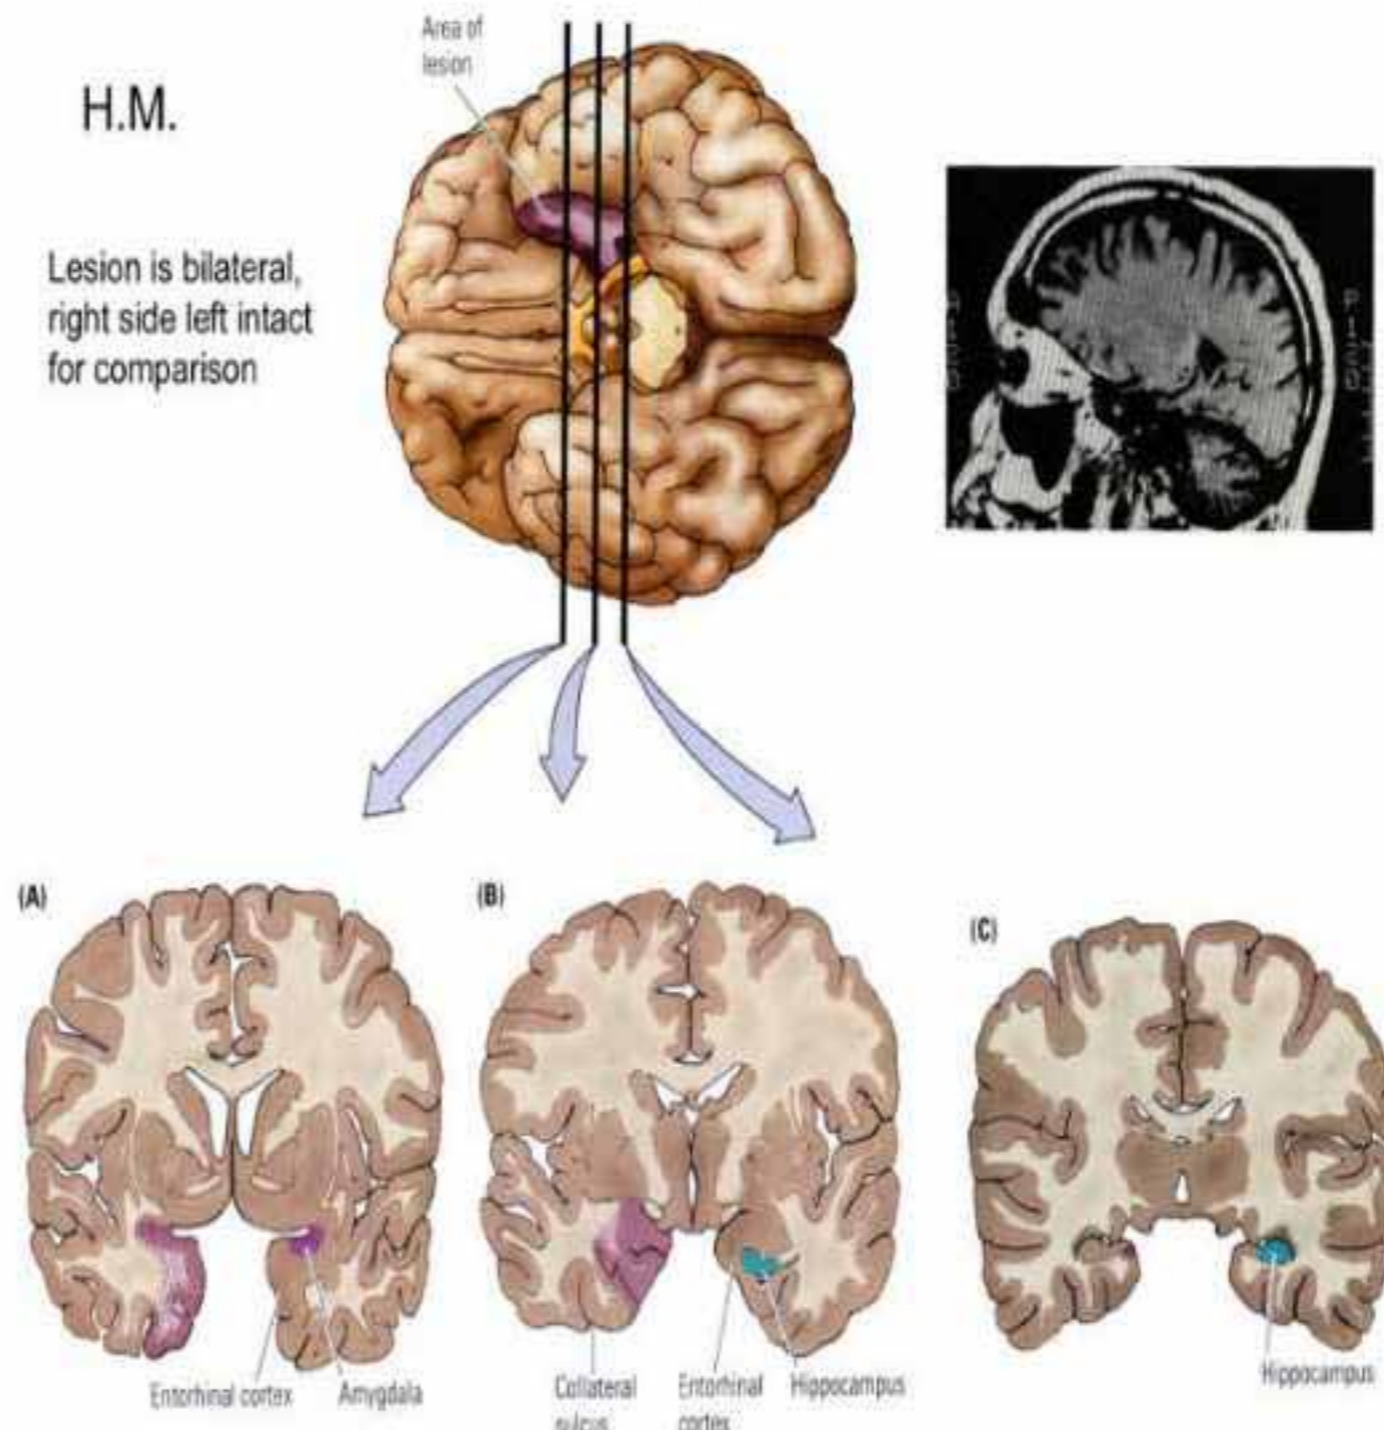 Area of
lesion
H.M.
Lesion is bilateral,
right side left intact
for comparison
(A)
(B)
(C)
Entorhinal cortex
Amygdala
Collateral
sulcus
Entorhinal
cortex
Hippocampus
Hippocampus